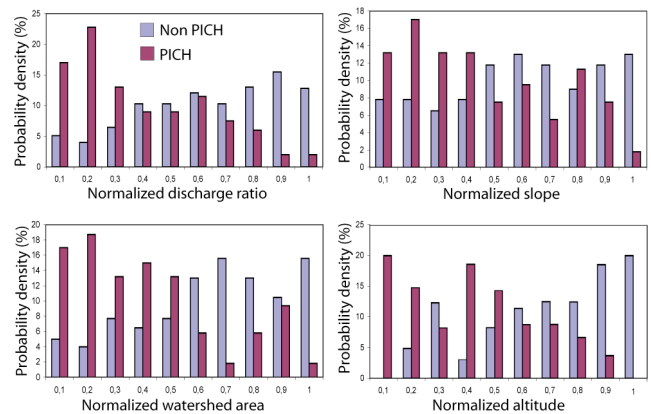 Probability density (%)
25
20
15
10
5
0
Non PICH
PICH
0,1 0,2 0,3 0,4 0,5 0,6 0,7 0,8 0,9 1
Normalized discharge ratio
Probability density (%)
18
16
14
12
10
8
6
4
2
0
0,1 0,2 0,3 0,4 0,5 0,6 0,7 0,8 0,9 1
Normalized slope
Probability density (%)
20
18
16
14
12
10
8
6
4
2
0
0,1 0,2 0,3 0,4 0,5 0,6 0,7 0,8 0,9 1
Normalized watershed area
Probability density (%)
25
20
15
10
5
0
0,1 0,2 0,3 0,4 0,5 0,6 0,7 0,8 0,9 1
Normalized altitude